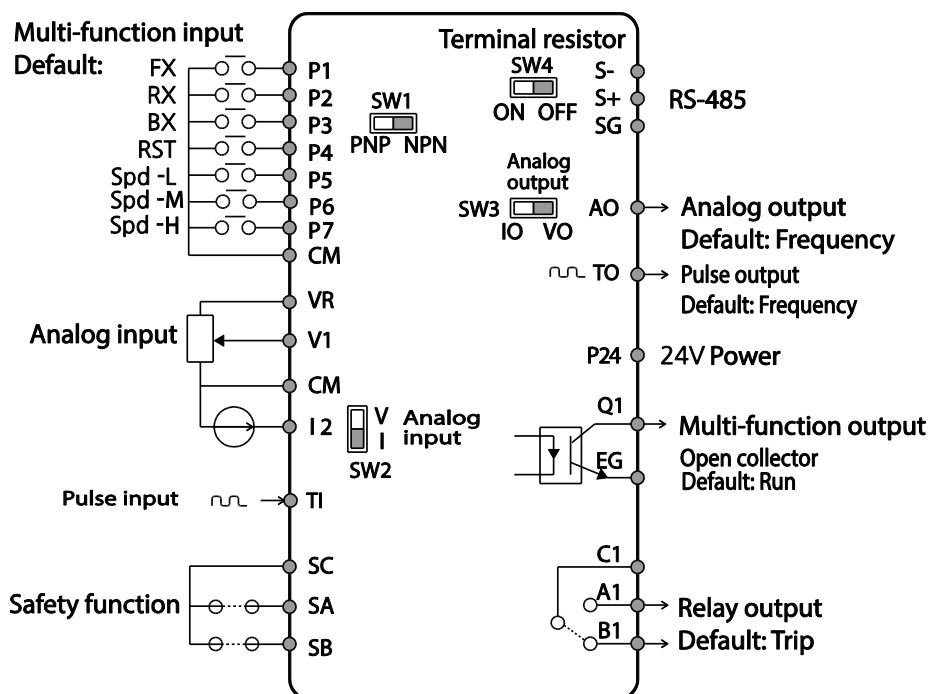 Multi-function input
Default:
FX
P1
RX
P2
BX
P3
RST
P4
Spd -L
P5
Spd -M
P6
Spd -H
P7
CM
SW1
PNP NPN
Terminal resistor
SW4
ON OFF
S-
S+
SG
RS-485
Analog
output
SW3
IO VO
AO
Analog output
Default: Frequency
TO
Pulse output
Default: Frequency
Analog input
VR
V1
CM
I2
V
I
SW2
Analog
input
P24
24V Power
Q1
EG
Multi-function output
Open collector
Default: Run
Pulse input
TI
Safety function
SC
SA
SB
C1
A1
B1
Relay output
Default: Trip